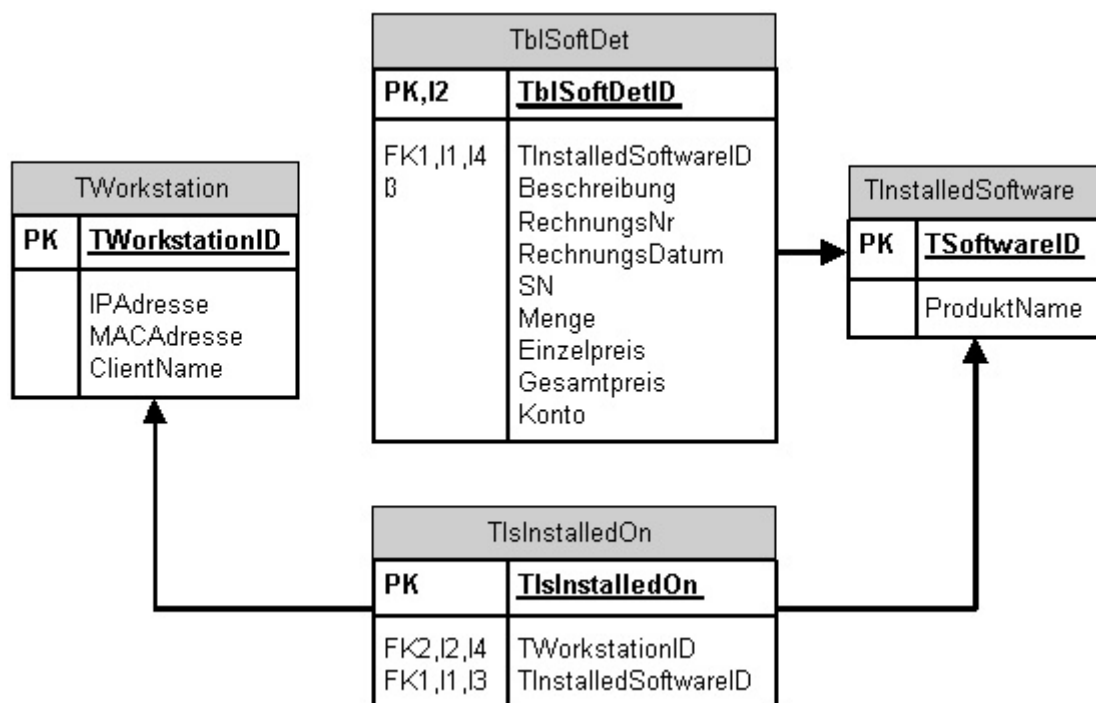 TblSoftDet
PK,I2 TblSoftDetID
FK1,I1,I4 TInstalledSoftwareID
I3 Beschreibung
RechnungsNr
RechnungsDatum
SN
Menge
Einzelpreis
Gesamtpreis
Konto
TWorkstation
PK TWorkstationID
IPAdresse
MACAdresse
ClientName
TInstalledSoftware
PK TSoftwareID
ProduktName
TIsInstalledOn
PK TIsInstalledOn
FK2,I2,I4 TWorkstationID
FK1,I1,I3 TInstalledSoftwareID